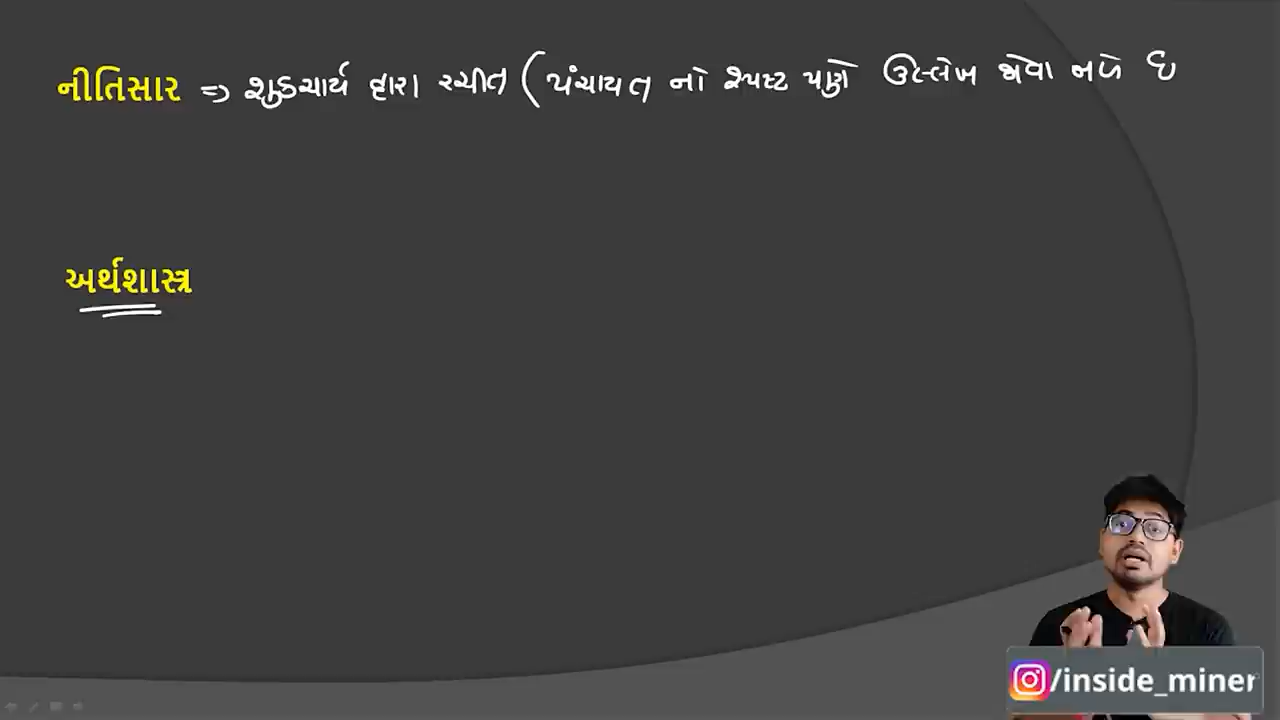 નીતિસાર => શુક્રાચાર્ય દ્વારા રચીત (પંચાયત નો સ્પષ્ટ પણે ઉલ્લેખ જોવા મળે છે
અર્થશાસ્ત્ર
/inside_miner